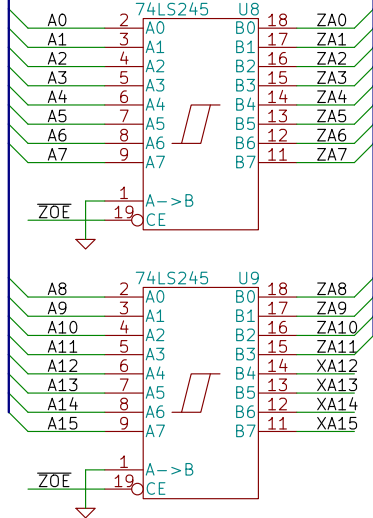 74LS245 U8
A0 2 A0 B0 18 ZA0
A1 3 A1 B1 17 ZA1
A2 4 A2 B2 16 ZA2
A3 5 A3 B3 15 ZA3
A4 6 A4 B4 14 ZA4
A5 7 A5 B5 13 ZA5
A6 8 A6 B6 12 ZA6
A7 9 A7 B7 11 ZA7
1 A->B
ZOE 19 CE
74LS245 U9
A8 2 A0 B0 18 ZA8
A9 3 A1 B1 17 ZA9
A10 4 A2 B2 16 ZA10
A11 5 A3 B3 15 ZA11
A12 6 A4 B4 14 XA12
A13 7 A5 B5 13 XA13
A14 8 A6 B6 12 XA14
A15 9 A7 B7 11 XA15
1 A->B
ZOE 19 CE